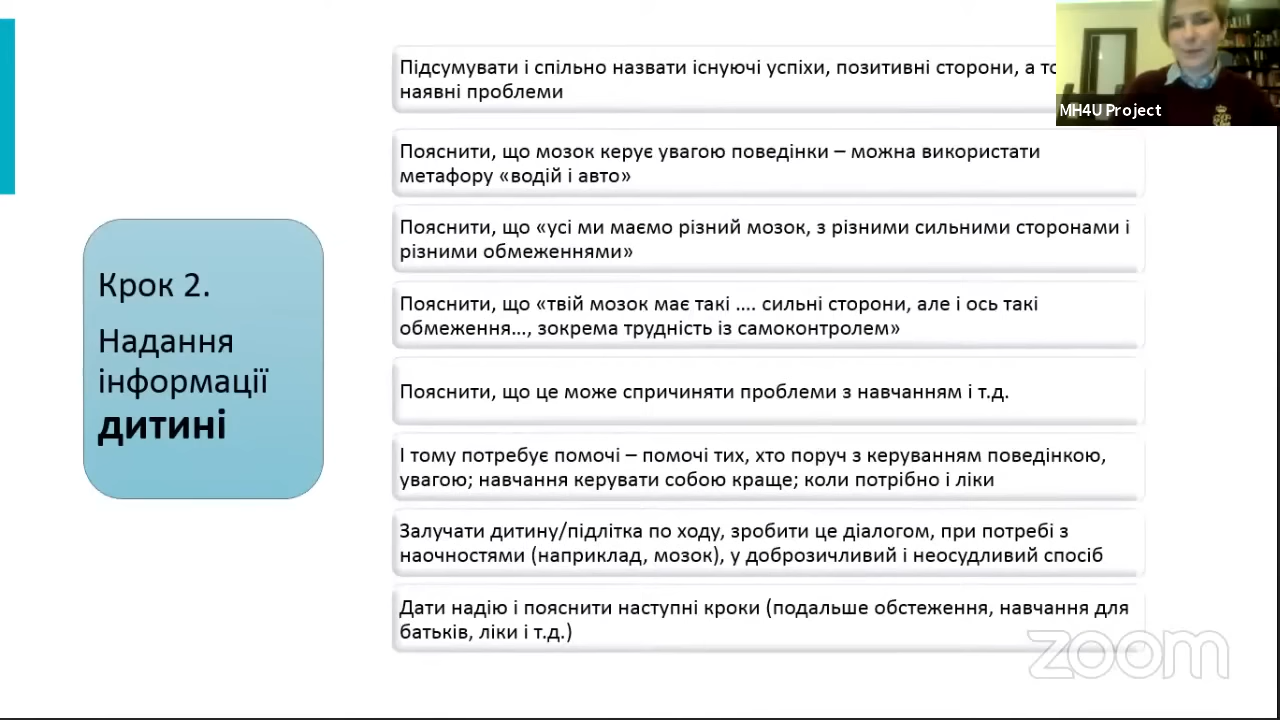 Підсумувати і спільно назвати існуючі успіхи, позитивні сторони, а
наявні проблеми
MH4U Project
Пояснити, що мозок керує увагою поведінки – можна використати
метафору «водій і авто»
Пояснити, що «усі ми маємо різний мозок, з різними сильними сторонами і
різними обмеженнями»
Крок 2.
Надання
інформації
дитині
Пояснити, що «твій мозок має такі .... сильні сторони, але і ось такі
обмеження..., зокрема трудність із самоконтролем»
Пояснити, що це може спричиняти проблеми з навчанням і т.д.
І тому потребує помочі – помочі тих, хто поруч з керуванням поведінкою,
увагою; навчання керувати собою краще; коли потрібно і ліки
Залучати дитину/підлітка по ходу, зробити це діалогом, при потребі з
наочностями (наприклад, мозок), у доброзичливий і неосудливий спосіб
Дати надію і пояснити наступні кроки (подальше обстеження, навчання для
батьків, ліки і т.д.)
zoom